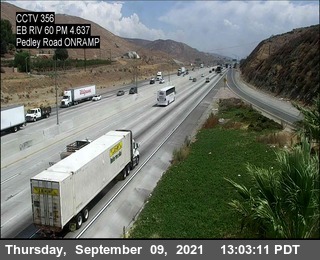 CCTV 356
EB RIV 60 PM 4.637
Pedley Road ONRAMP
Thursday, September 09, 2021 13:03:11 PDT